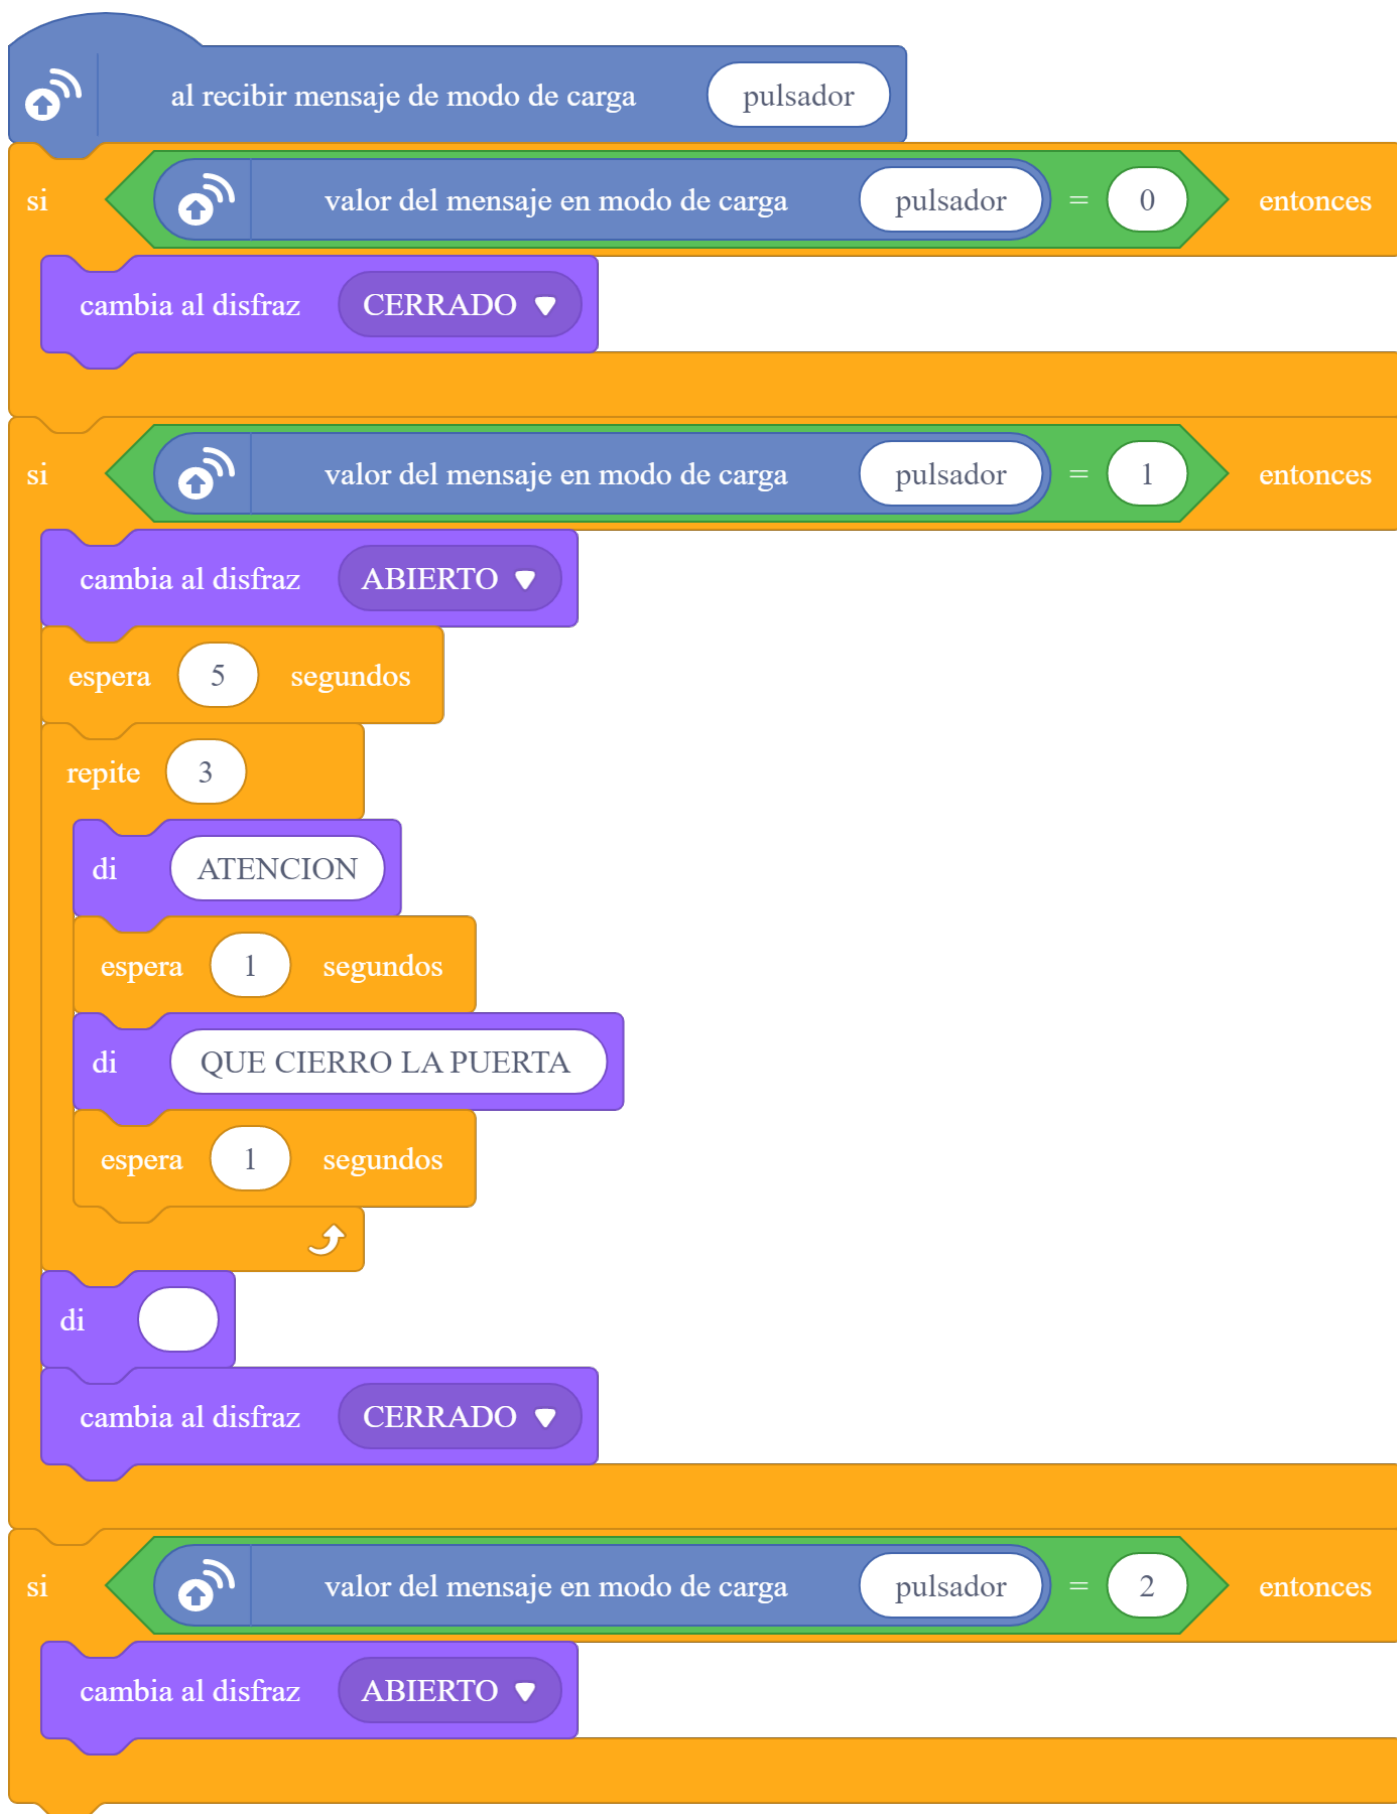 al recibir mensaje de modo de carga pulsador
si valor del mensaje en modo de carga pulsador = 0 entonces
cambia al disfraz CERRADO
si valor del mensaje en modo de carga pulsador = 1 entonces
cambia al disfraz ABIERTO
espera 5 segundos
repite 3
di ATENCION
espera 1 segundos
di QUE CIERRO LA PUERTA
espera 1 segundos
di
cambia al disfraz CERRADO
si valor del mensaje en modo de carga pulsador = 2 entonces
cambia al disfraz ABIERTO